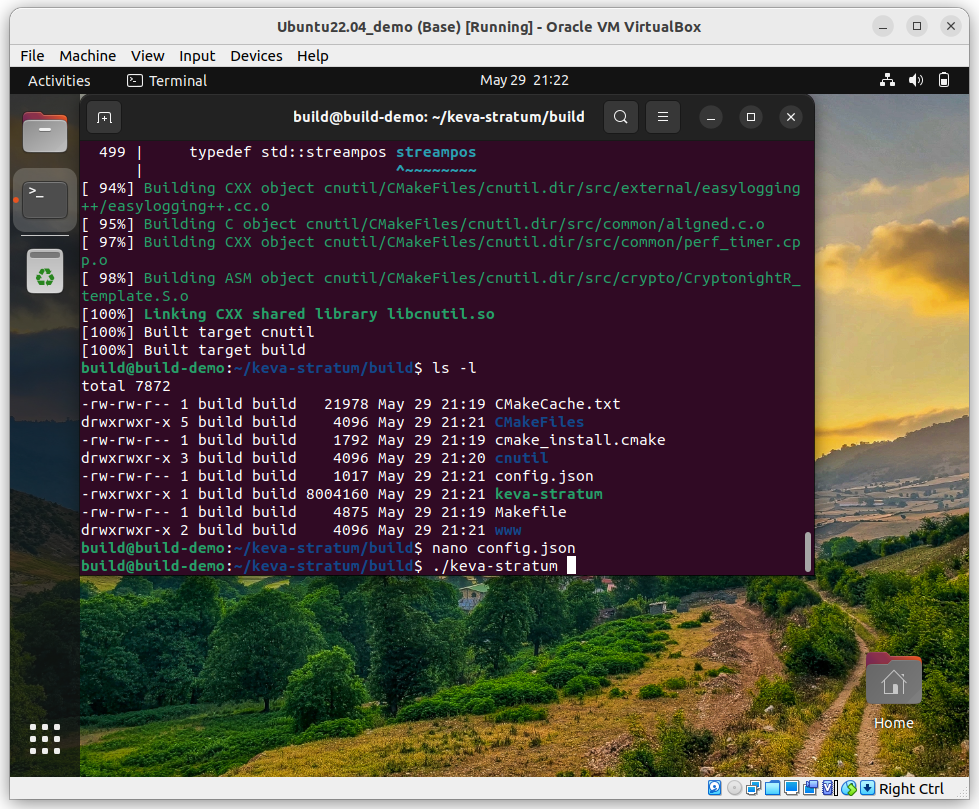 Ubuntu22.04_demo (Base) [Running] - Oracle VM VirtualBox
File Machine View Input Devices Help
Activities Terminal May 29 21:22
build@build-demo: ~/keva-stratum/build
499 |     typedef std::streampos streampos
|                            ^~~~~~~~~
[ 94%] Building CXX object cnutil/CMakeFiles/cnutil.dir/src/external/easylogging
++/easylogging++.cc.o
[ 95%] Building C object cnutil/CMakeFiles/cnutil.dir/src/common/aligned.c.o
[ 97%] Building CXX object cnutil/CMakeFiles/cnutil.dir/src/common/perf_timer.cp
p.o
[ 98%] Building ASM object cnutil/CMakeFiles/cnutil.dir/src/crypto/CryptonightR_
template.S.o
[100%] Linking CXX shared library libcnutil.so
[100%] Built target cnutil
[100%] Built target build
build@build-demo:~/keva-stratum/build$ ls -l
total 7872
-rw-rw-r-- 1 build build   21978 May 29 21:19 CMakeCache.txt
drwxrwxr-x 5 build build    4096 May 29 21:21 CMakeFiles
-rw-rw-r-- 1 build build    1792 May 29 21:19 cmake_install.cmake
drwxrwxr-x 3 build build    4096 May 29 21:20 cnutil
-rw-rw-r-- 1 build build    1017 May 29 21:21 config.json
-rwxrwxr-x 1 build build 8004160 May 29 21:21 keva-stratum
-rw-rw-r-- 1 build build    4875 May 29 21:19 Makefile
drwxrwxr-x 2 build build    4096 May 29 21:21 www
build@build-demo:~/keva-stratum/build$ nano config.json
build@build-demo:~/keva-stratum/build$ ./keva-stratum
Home
Right Ctrl